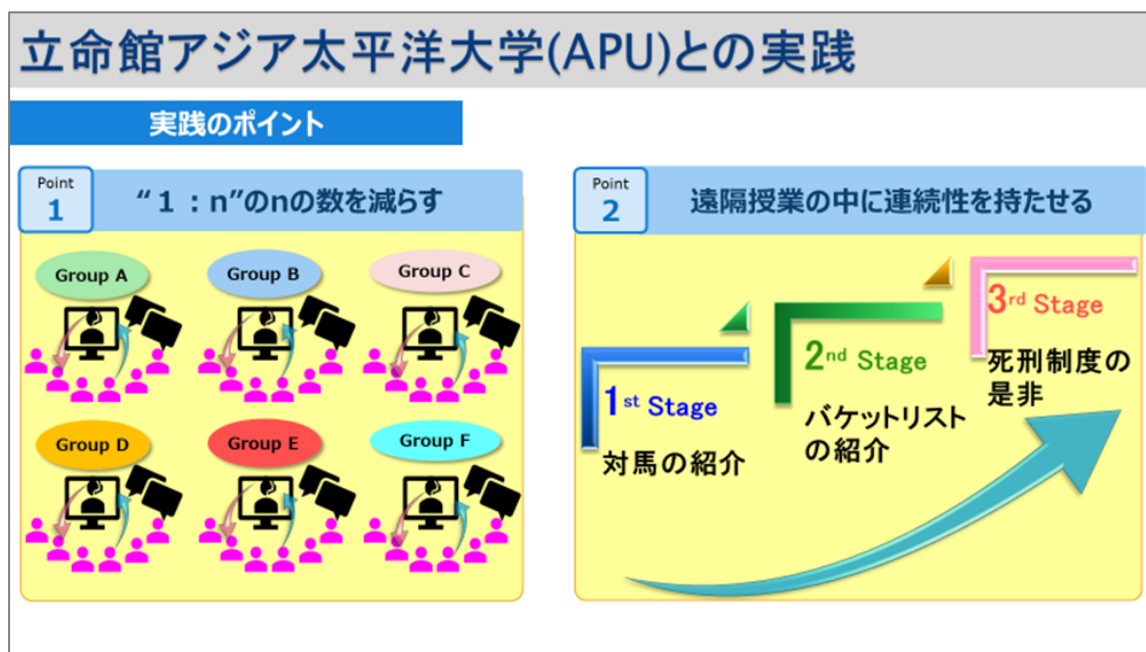 立命館アジア太平洋大学(APU)との実践
実践のポイント
Point
1
“１：n”のnの数を減らす
Group A
Group B
Group C
Group D
Group E
Group F
Point
2
遠隔授業の中に連続性を持たせる
1st Stage
対馬の紹介
2nd Stage
バケットリスト
の紹介
3rd Stage
死刑制度の
是非